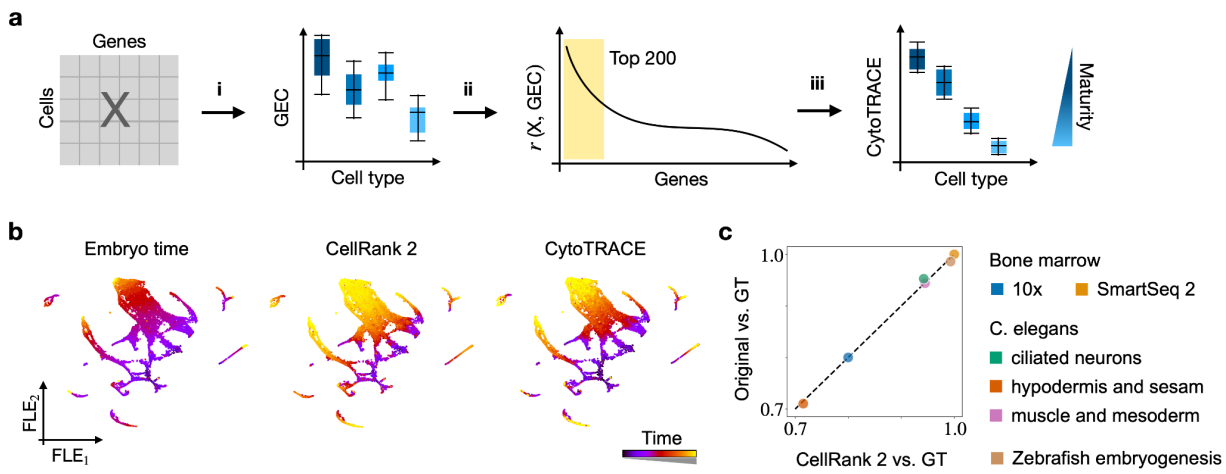 a
Genes
Cells
X
i
GEC
Cell type
ii
r (X, GEC)
Top 200
Genes
iii
CytoTRACE
Cell type
Maturity
b
Embryo time
CellRank 2
CytoTRACE
FLE2
FLE1
Time
c
Original vs. GT
1.0
0.7
0.7
1.0
CellRank 2 vs. GT
Bone marrow
10x
SmartSeq 2
C. elegans
ciliated neurons
hypodermis and sesam
muscle and mesoderm
Zebrafish embryogenesis